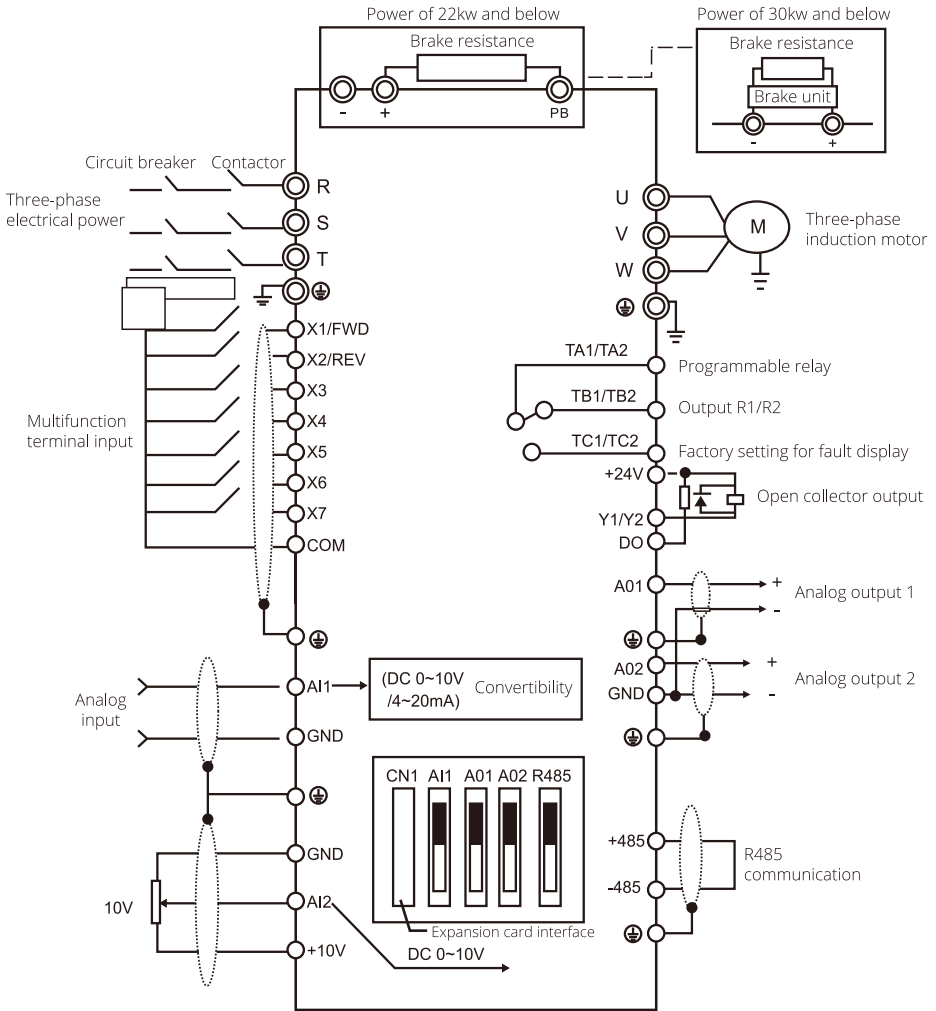 Power of 22kw and below
Brake resistance
- + PB
Power of 30kw and below
Brake resistance
Brake unit
- +
Circuit breaker Contactor
Three-phase
electrical power
R
S
T
X1/FWD
X2/REV
X3
X4
X5
X6
X7
COM
Multifunction
terminal input
U
V
W
M
Three-phase
induction motor
TA1/TA2
Programmable relay
TB1/TB2
Output R1/R2
TC1/TC2
Factory setting for fault display
+24V
Open collector output
Y1/Y2
DO
A01
+
-
Analog output 1
A02
GND
+
-
Analog output 2
AI1
(DC 0~10V
/4~20mA)
Convertibility
Analog
input
GND
CN1 AI1 A01 A02 R485
Expansion card interface
GND
AI2
+10V
10V
DC 0~10V
+485
-485
R485
communication